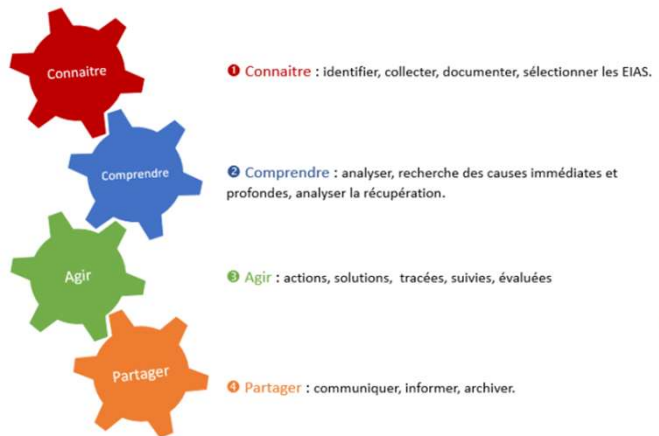 Connaitre
❶ Connaitre : identifier, collecter, documenter, sélectionner les EIAS.
Comprendre
❷ Comprendre : analyser, recherche des causes immédiates et
profondes, analyser la récupération.
Agir
❸ Agir : actions, solutions, tracées, suivies, évaluées
Partager
❹ Partager : communiquer, informer, archiver.